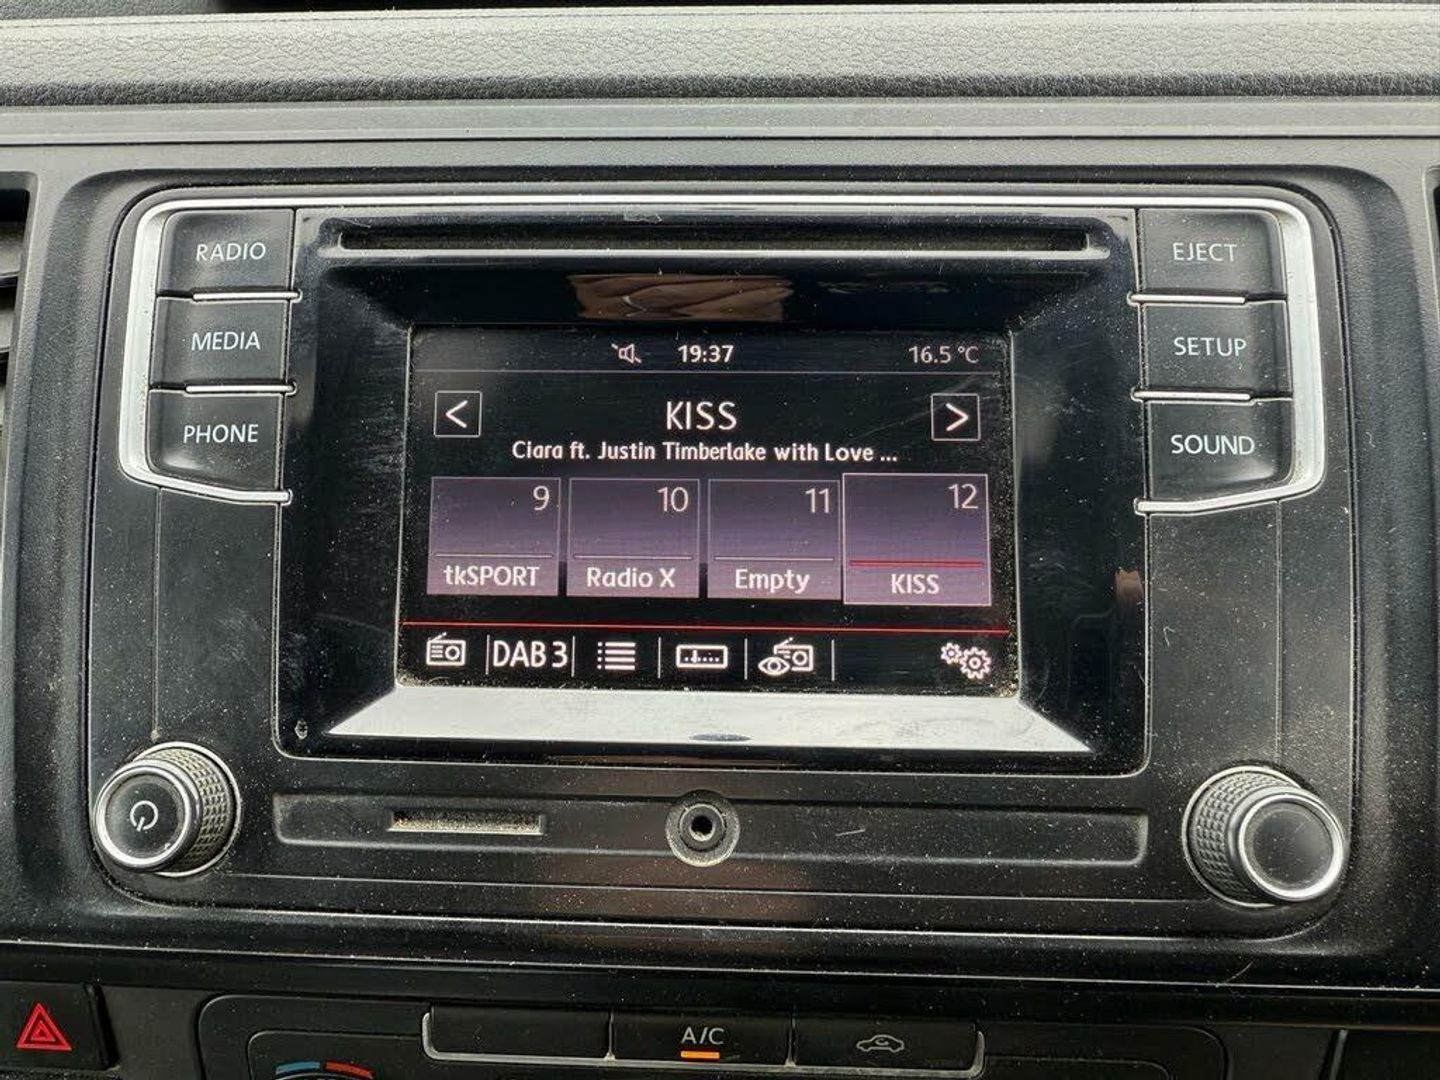 RADIO
MEDIA
PHONE
EJECT
SETUP
SOUND
19:37
16.5 °C
< KISS >
Ciara ft. Justin Timberlake with Love ...
9 10 11 12
tkSPORT Radio X Empty KISS
DAB 3
A/C